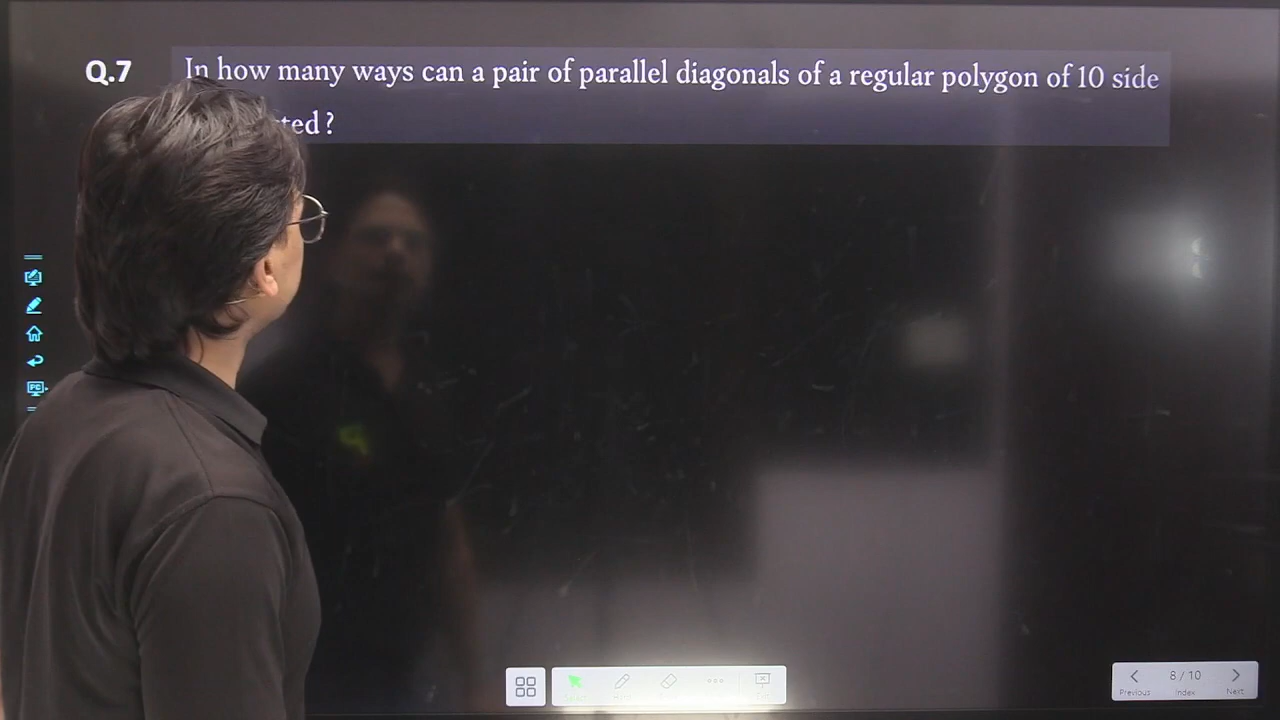 Q.7 In how many ways can a pair of parallel diagonals of a regular polygon of 10 side
ted ?
8 / 10
Previous Index Next